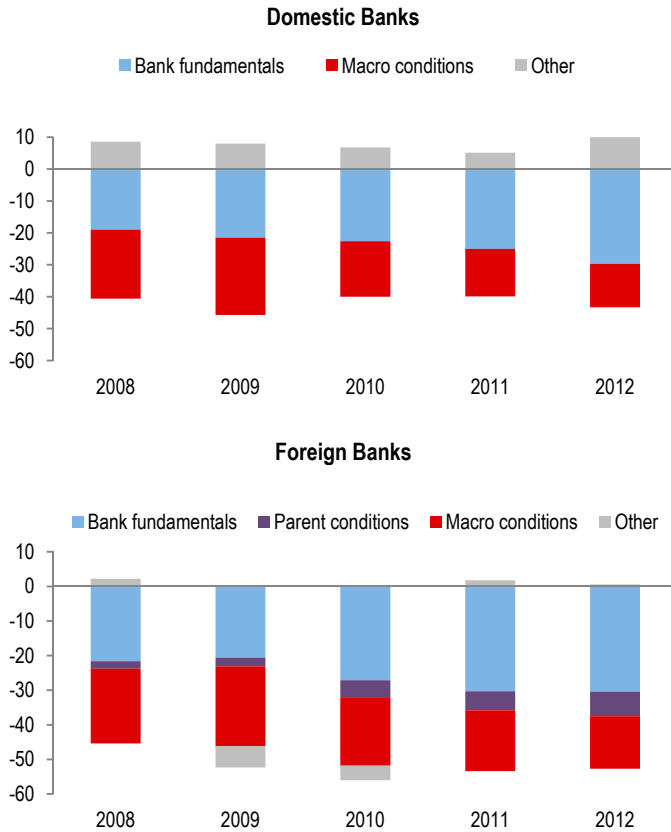 Domestic Banks
Bank fundamentals Macro conditions Other
10
0
-10
-20
-30
-40
-50
-60
2008 2009 2010 2011 2012
Foreign Banks
Bank fundamentals Parent conditions Macro conditions Other
10
0
-10
-20
-30
-40
-50
-60
2008 2009 2010 2011 2012